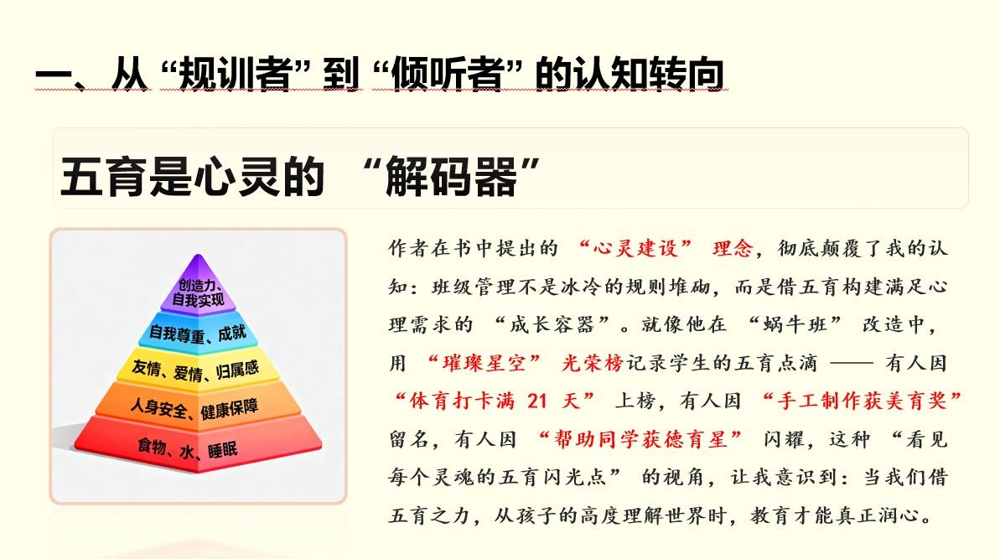 一、从 “规训者” 到 “倾听者” 的认知转向
五育是心灵的 “解码器”
创造力、
自我实现
自我尊重、成就
友情、爱情、归属感
人身安全、健康保障
食物、水、睡眠
作者在书中提出的 “心灵建设” 理念，彻底颠覆了我的认
知：班级管理不是冰冷的规则堆砌，而是借五育构建满足心
理需求的 “成长容器”。就像他在 “蜗牛班” 改造中，
用 “璀璨星空” 光荣榜记录学生的五育点滴 —— 有人因
“体育打卡满 21 天” 上榜，有人因 “手工制作获美育奖”
留名，有人因 “帮助同学获德育星” 闪耀，这种 “看见
每个灵魂的五育闪光点” 的视角，让我意识到：当我们借
五育之力，从孩子的高度理解世界时，教育才能真正润心。